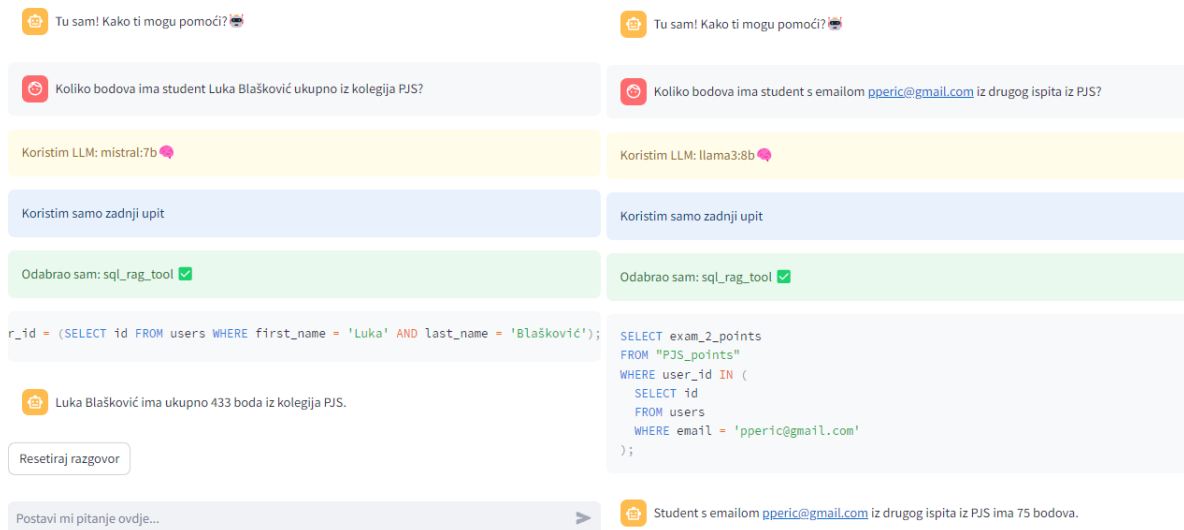 Tu sam! Kako ti mogu pomoći?
Koliko bodova ima student Luka Blašković ukupno iz kolegija PJS?
Koristim LLM: mistral:7b
Koristim samo zadnji upit
Odabrao sam: sql_rag_tool
r_id = (SELECT id FROM users WHERE first_name = 'Luka' AND last_name = 'Blašković');
Luka Blašković ima ukupno 433 boda iz kolegija PJS.
Resetiraj razgovor
Postavi mi pitanje ovdje...
Tu sam! Kako ti mogu pomoći?
Koliko bodova ima student s emailom pperic@gmail.com iz drugog ispita iz PJS?
Koristim LLM: llama3:8b
Koristim samo zadnji upit
Odabrao sam: sql_rag_tool
SELECT exam_2_points
FROM "PJS_points"
WHERE user_id IN (
SELECT id
FROM users
WHERE email = 'pperic@gmail.com'
);
Student s emailom pperic@gmail.com iz drugog ispita iz PJS ima 75 bodova.